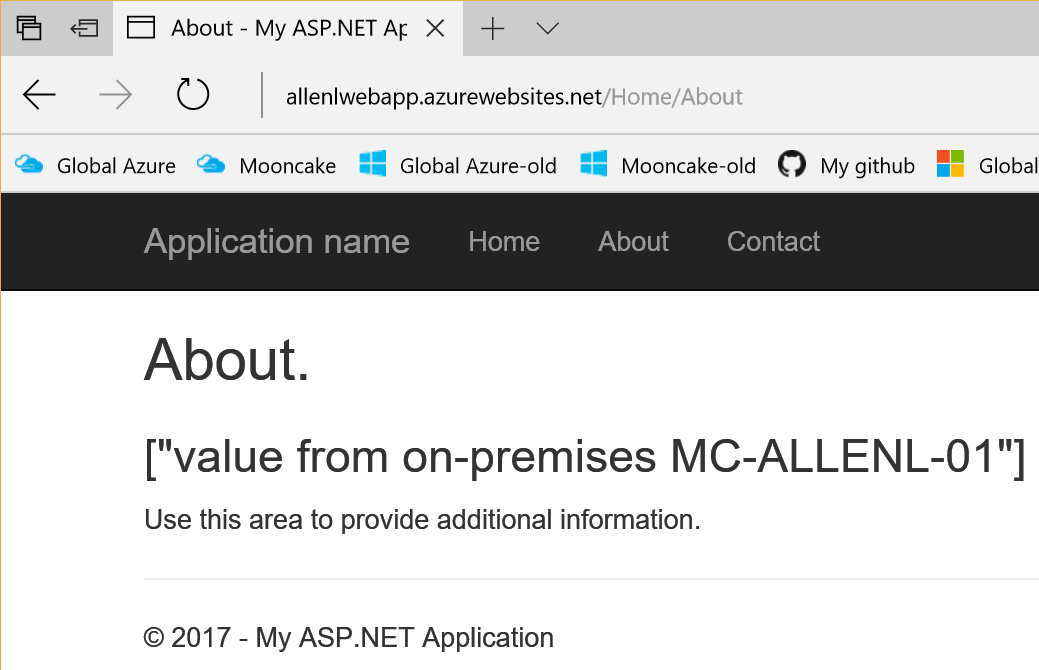 About - My ASP.NET Ap
allenlwebapp.azurewebsites.net/Home/About
Global Azure Mooncake Global Azure-old Mooncake-old My github Global
Application name Home About Contact
About.
["value from on-premises MC-ALLENL-01"]
Use this area to provide additional information.
© 2017 - My ASP.NET Application